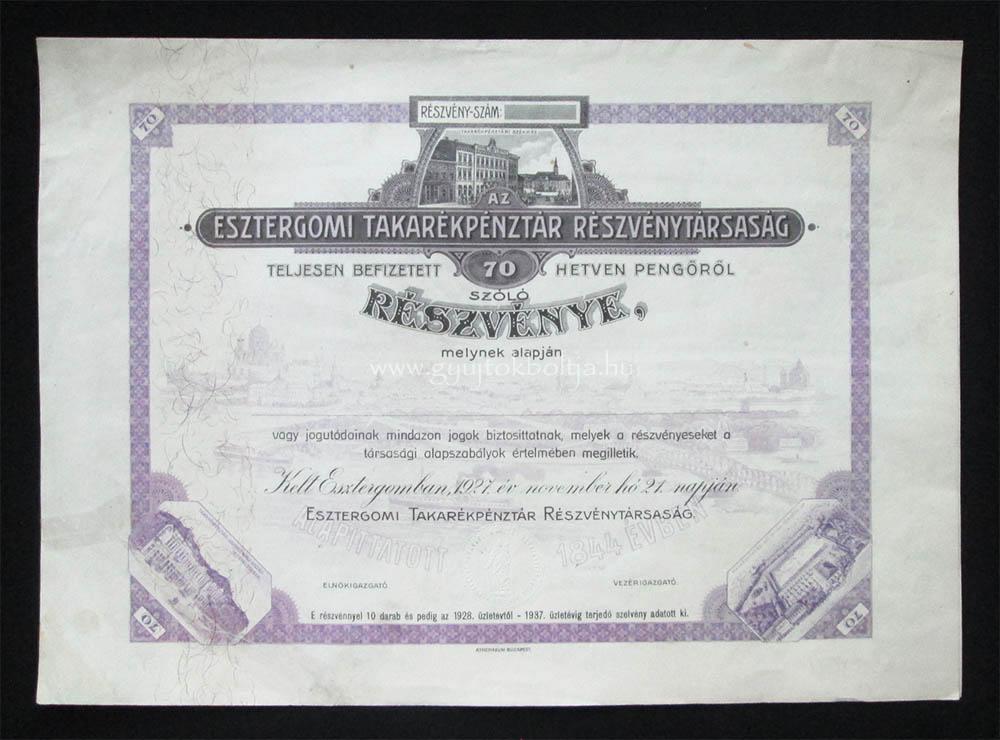 70
70
RÉSZVÉNY-SZÁM:
TAKARÉKPÉNZTÁRI SZÉKHÁZ
AZ
ESZTERGOMI TAKARÉKPÉNZTÁR RÉSZVÉNYTÁRSASÁG
TELJESEN BEFIZETETT 70 HETVEN PENGŐRŐL
SZÓLÓ
RÉSZVÉNYE,
melynek alapján
www.gyujtokboltja.hu
vagy jogutódainak mindazon jogok biztosíttatnak, melyek a részvényeseket a
társasági alapszabályok értelmében megilletik.
Kelt Esztergomban, 1927. év november hó 21. napján
ESZTERGOMI TAKARÉKPÉNZTÁR RÉSZVÉNYTÁRSASÁG.
ALAPÍTTATOTT 1844 ÉVBEN
ELNÖKIGAZGATÓ. VEZÉRIGAZGATÓ.
E részvénnyel 10 darab és pedig az 1928. üzletévtől - 1937. üzletévig terjedő szelvény adatott ki.
70
70
ATHENAEUM BUDAPEST.